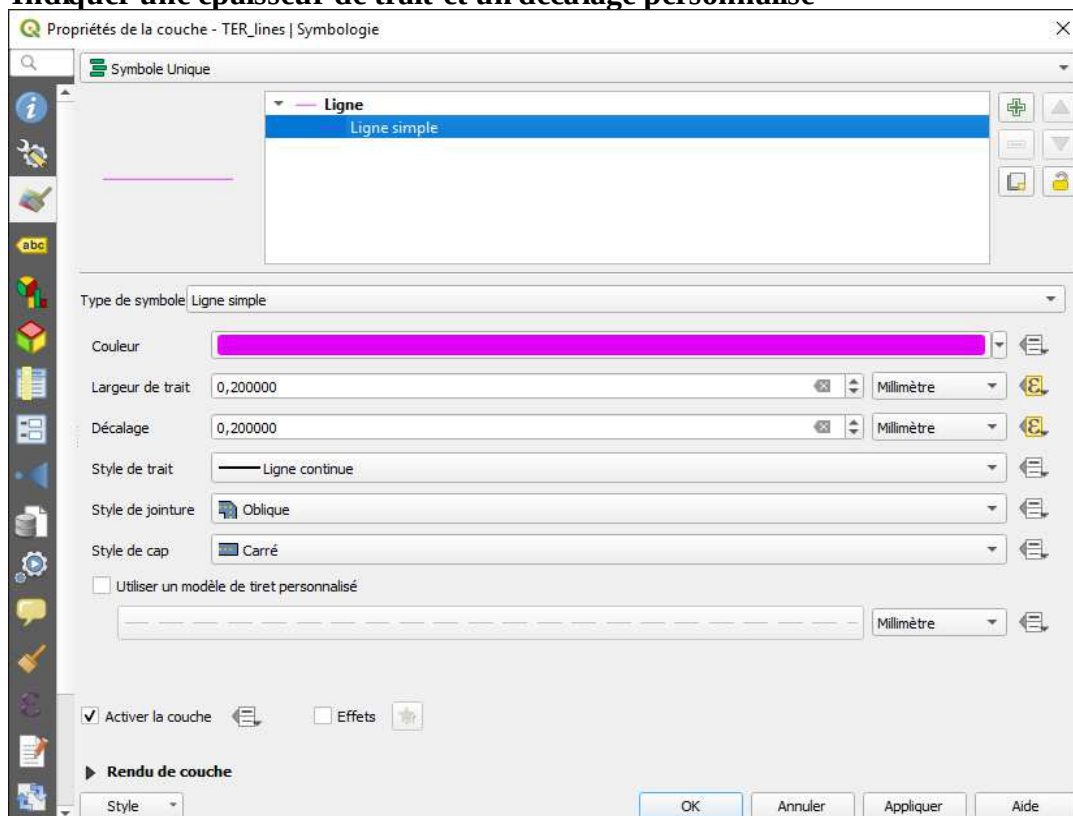 Indiquer une épaisseur de trait et un décalage personnalisé
Propriétés de la couche - TER_lines | Symbologie
Symbole Unique
Ligne
Ligne simple
abc
Type de symbole Ligne simple
Couleur
Largeur de trait 0,200000 Millimètre ε
Décalage 0,200000 Millimètre ε
Style de trait Ligne continue
Style de jointure Oblique
Style de cap Carré
Utiliser un modèle de tiret personnalisé
Millimètre
Activer la couche Effets
Rendu de couche
Style OK Annuler Appliquer Aide